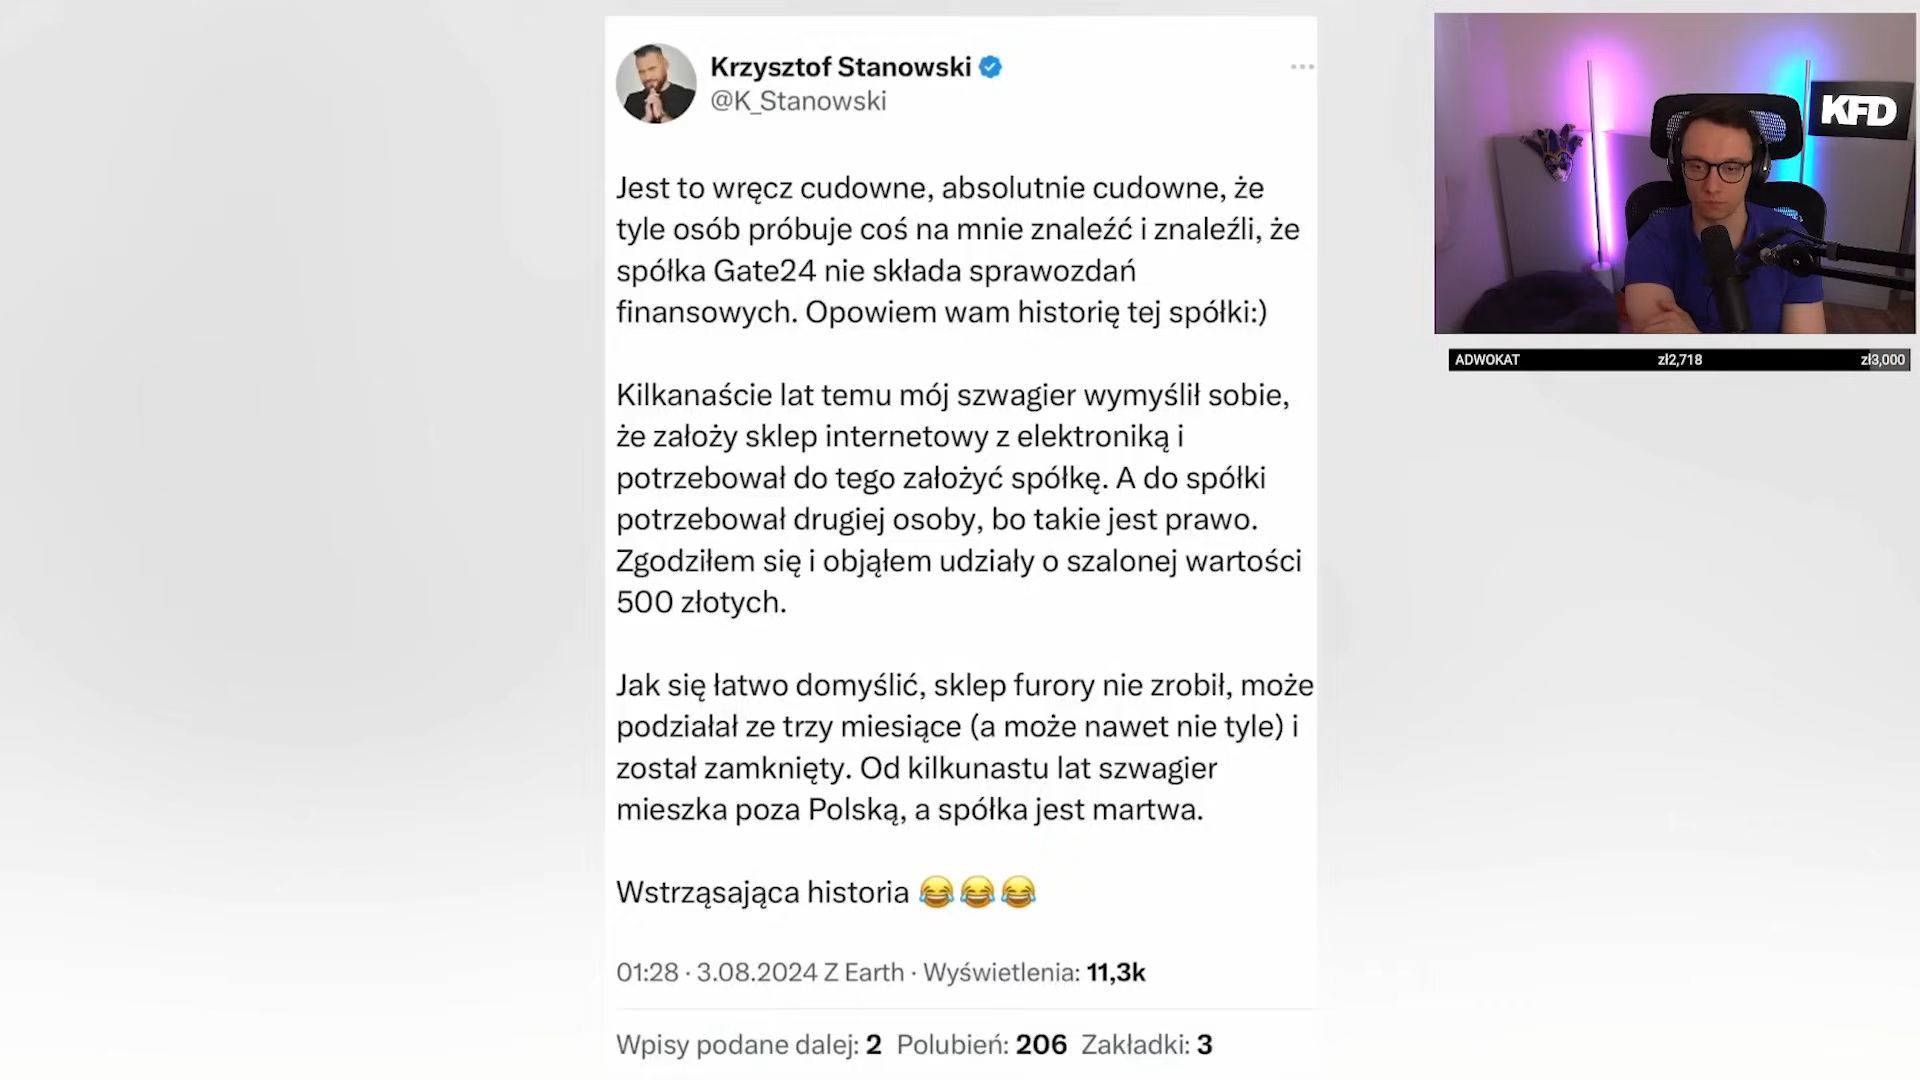 Krzysztof Stanowski
@K_Stanowski
Jest to wręcz cudowne, absolutnie cudowne, że
tyle osób próbuje coś na mnie znaleźć i znaleźli, że
spółka Gate24 nie składa sprawozdań
finansowych. Opowiem wam historię tej spółki:)
Kilkanaście lat temu mój szwagier wymyślił sobie,
że założy sklep internetowy z elektroniką i
potrzebował do tego założyć spółkę. A do spółki
potrzebował drugiej osoby, bo takie jest prawo.
Zgodziłem się i objąłem udziały o szalonej wartości
500 złotych.
Jak się łatwo domyślić, sklep furory nie zrobił, może
podziałał ze trzy miesiące (a może nawet nie tyle) i
został zamknięty. Od kilkunastu lat szwagier
mieszka poza Polską, a spółka jest martwa.
Wstrząsająca historia 😂😂😂
01:28 · 3.08.2024 Z Earth · Wyświetlenia: 11,3k
Wpisy podane dalej: 2 Polubień: 206 Zakładki: 3
KFD
ADWOKAT zł2,718 zł3,000